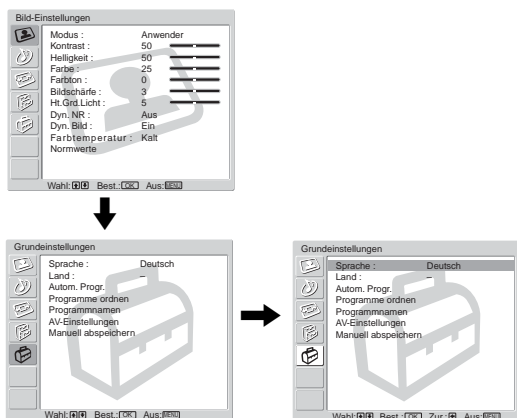 Bild-Einstellungen
Modus : Anwender
Kontrast : 50
Helligkeit : 50
Farbe : 25
Farbton : 0
Bildschärfe : 3
Ht.Grd.Licht : 5
Dyn. NR : Aus
Dyn. Bild : Ein
Farbtemperatur : Kalt
Normwerte
Wahl: Best.: OK Aus: MENU
Grundeinstellungen
Sprache : Deutsch
Land : –
Autom. Progr.
Programme ordnen
Programmnamen
AV-Einstellungen
Manuell abspeichern
Wahl: Best.: OK Aus: MENU
Grundeinstellungen
Sprache : Deutsch
Land : –
Autom. Progr.
Programme ordnen
Programmnamen
AV-Einstellungen
Manuell abspeichern
Wahl: Best.: OK Zur.: Aus: MENU